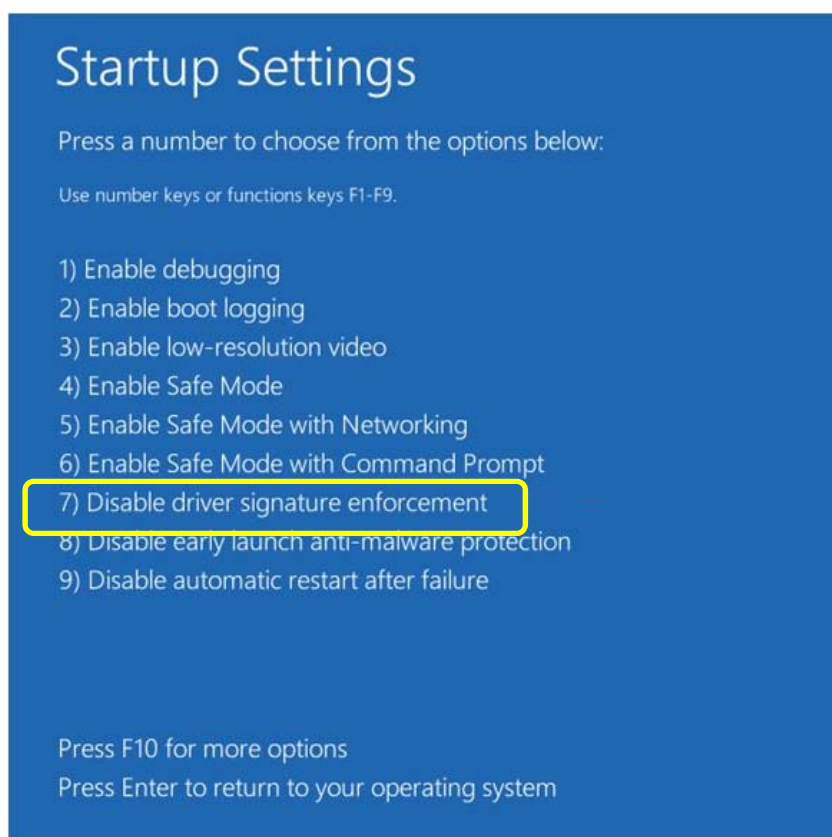 Startup Settings
Press a number to choose from the options below:
Use number keys or functions keys F1-F9.
1) Enable debugging
2) Enable boot logging
3) Enable low-resolution video
4) Enable Safe Mode
5) Enable Safe Mode with Networking
6) Enable Safe Mode with Command Prompt
7) Disable driver signature enforcement
8) Disable early launch anti-malware protection
9) Disable automatic restart after failure
Press F10 for more options
Press Enter to return to your operating system